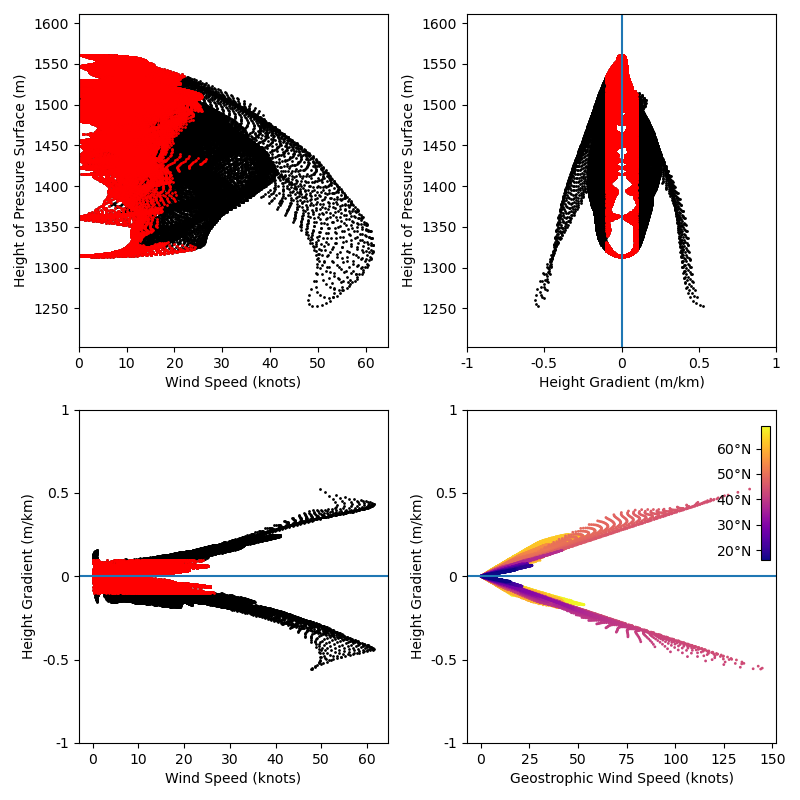 1600
1550
1500
1450
1400
1350
1300
1250
Height of Pressure Surface (m)
0 10 20 30 40 50 60
Wind Speed (knots)
1600
1550
1500
1450
1400
1350
1300
1250
Height of Pressure Surface (m)
-1 -0.5 0 0.5 1
Height Gradient (m/km)
1
0.5
0
-0.5
-1
Height Gradient (m/km)
0 10 20 30 40 50 60
Wind Speed (knots)
1
0.5
0
-0.5
-1
Height Gradient (m/km)
60°N
50°N
40°N
30°N
20°N
0 25 50 75 100 125 150
Geostrophic Wind Speed (knots)